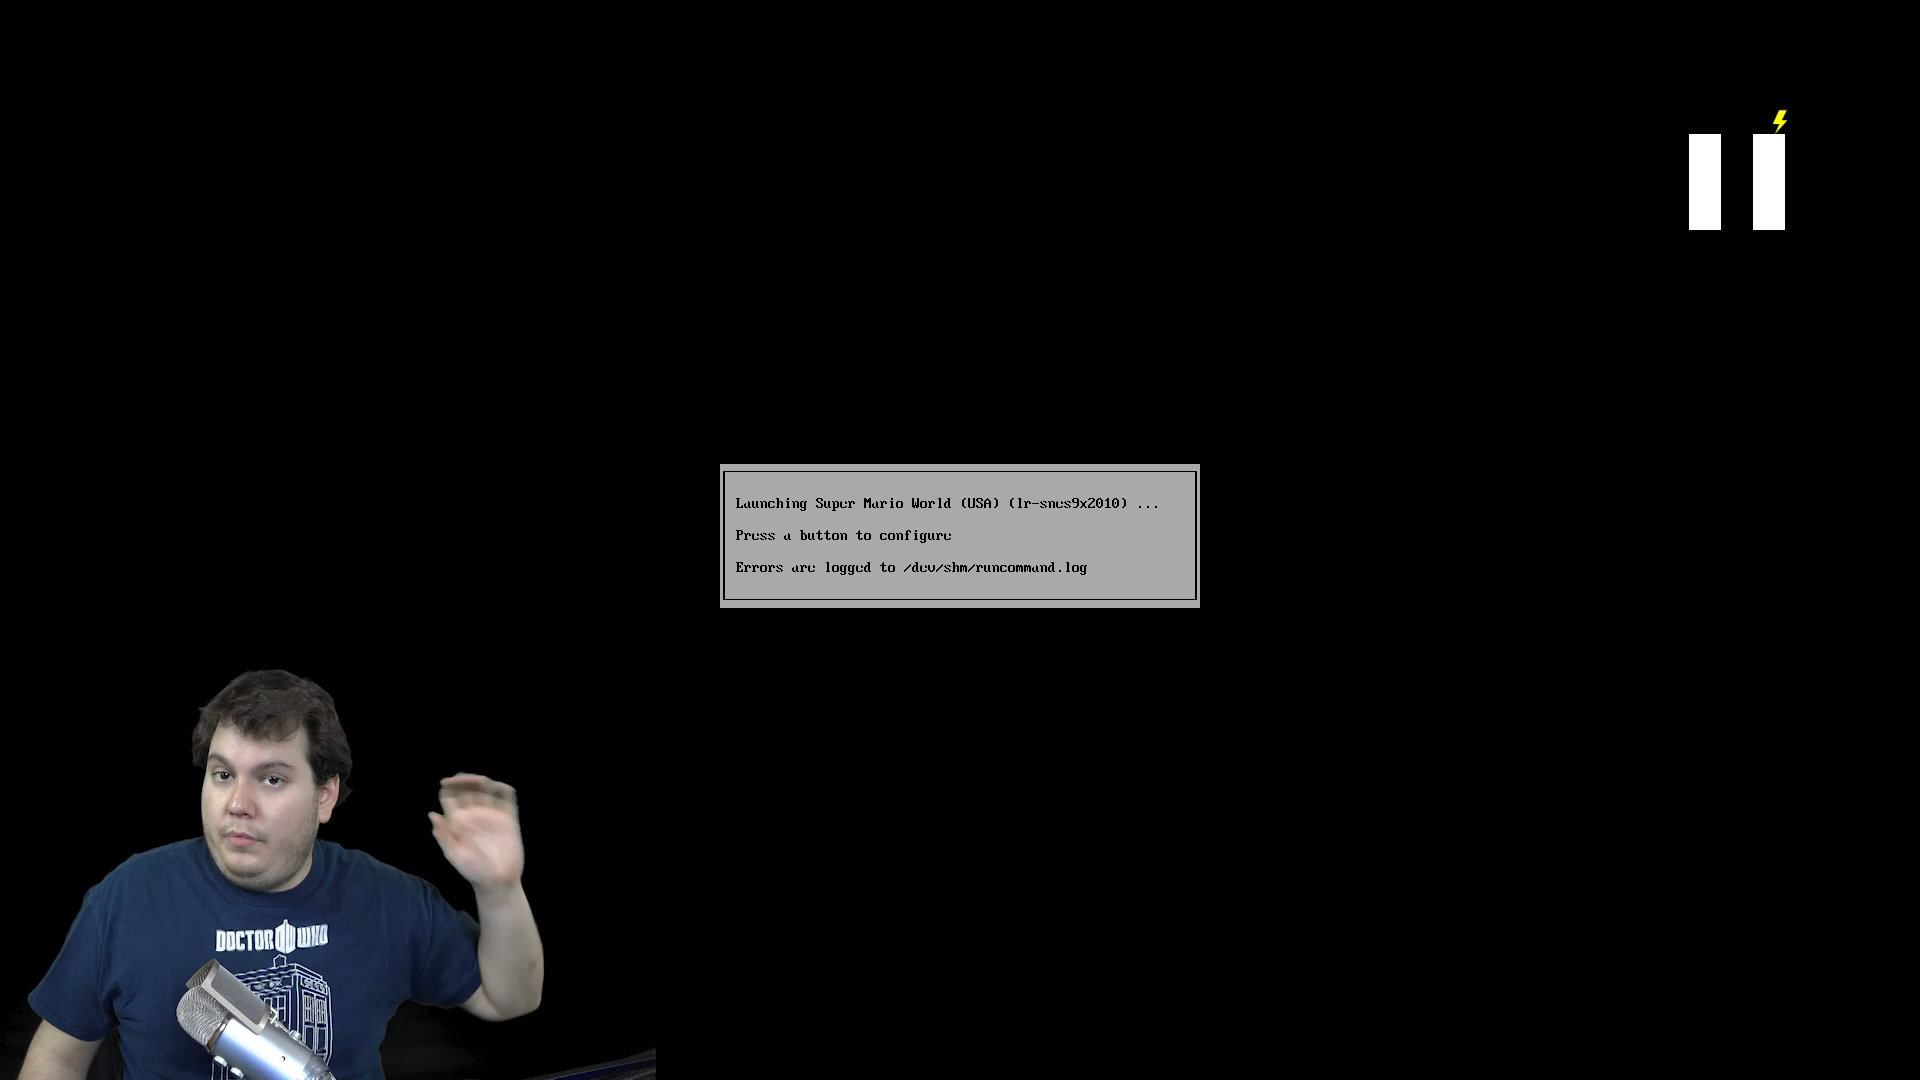 Launching Super Mario World (USA) (lr-snes9x2010) ...
Press a button to configure
Errors are logged to /dev/shm/runcommand.log
DOCTOR WHO